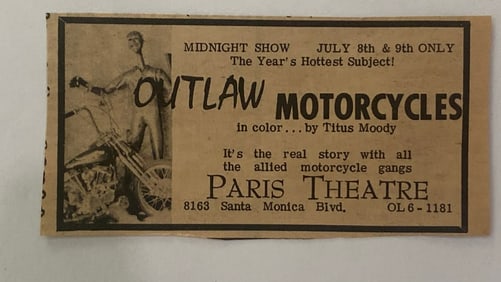 MIDNIGHT SHOW JULY 8th & 9th ONLY
The Year's Hottest Subject!
OUTLAW MOTORCYCLES
in color... by Titus Moody
It's the real story with all
the allied motorcycle gangs
PARIS THEATRE
8163 Santa Monica Blvd. OL 6-1181